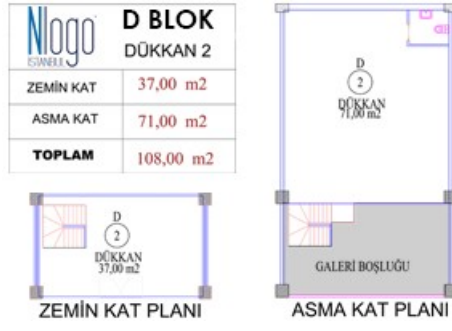 Nlogo
İSTANBUL
D BLOK
DÜKKAN 2
ZEMİN KAT 37,00 m2
ASMA KAT 71,00 m2
TOPLAM 108,00 m2
D
2
DÜKKAN
37,00 m2
ZEMİN KAT PLANI
D
2
DÜKKAN
71,00 m2
GALERİ BOŞLUĞU
ASMA KAT PLANI